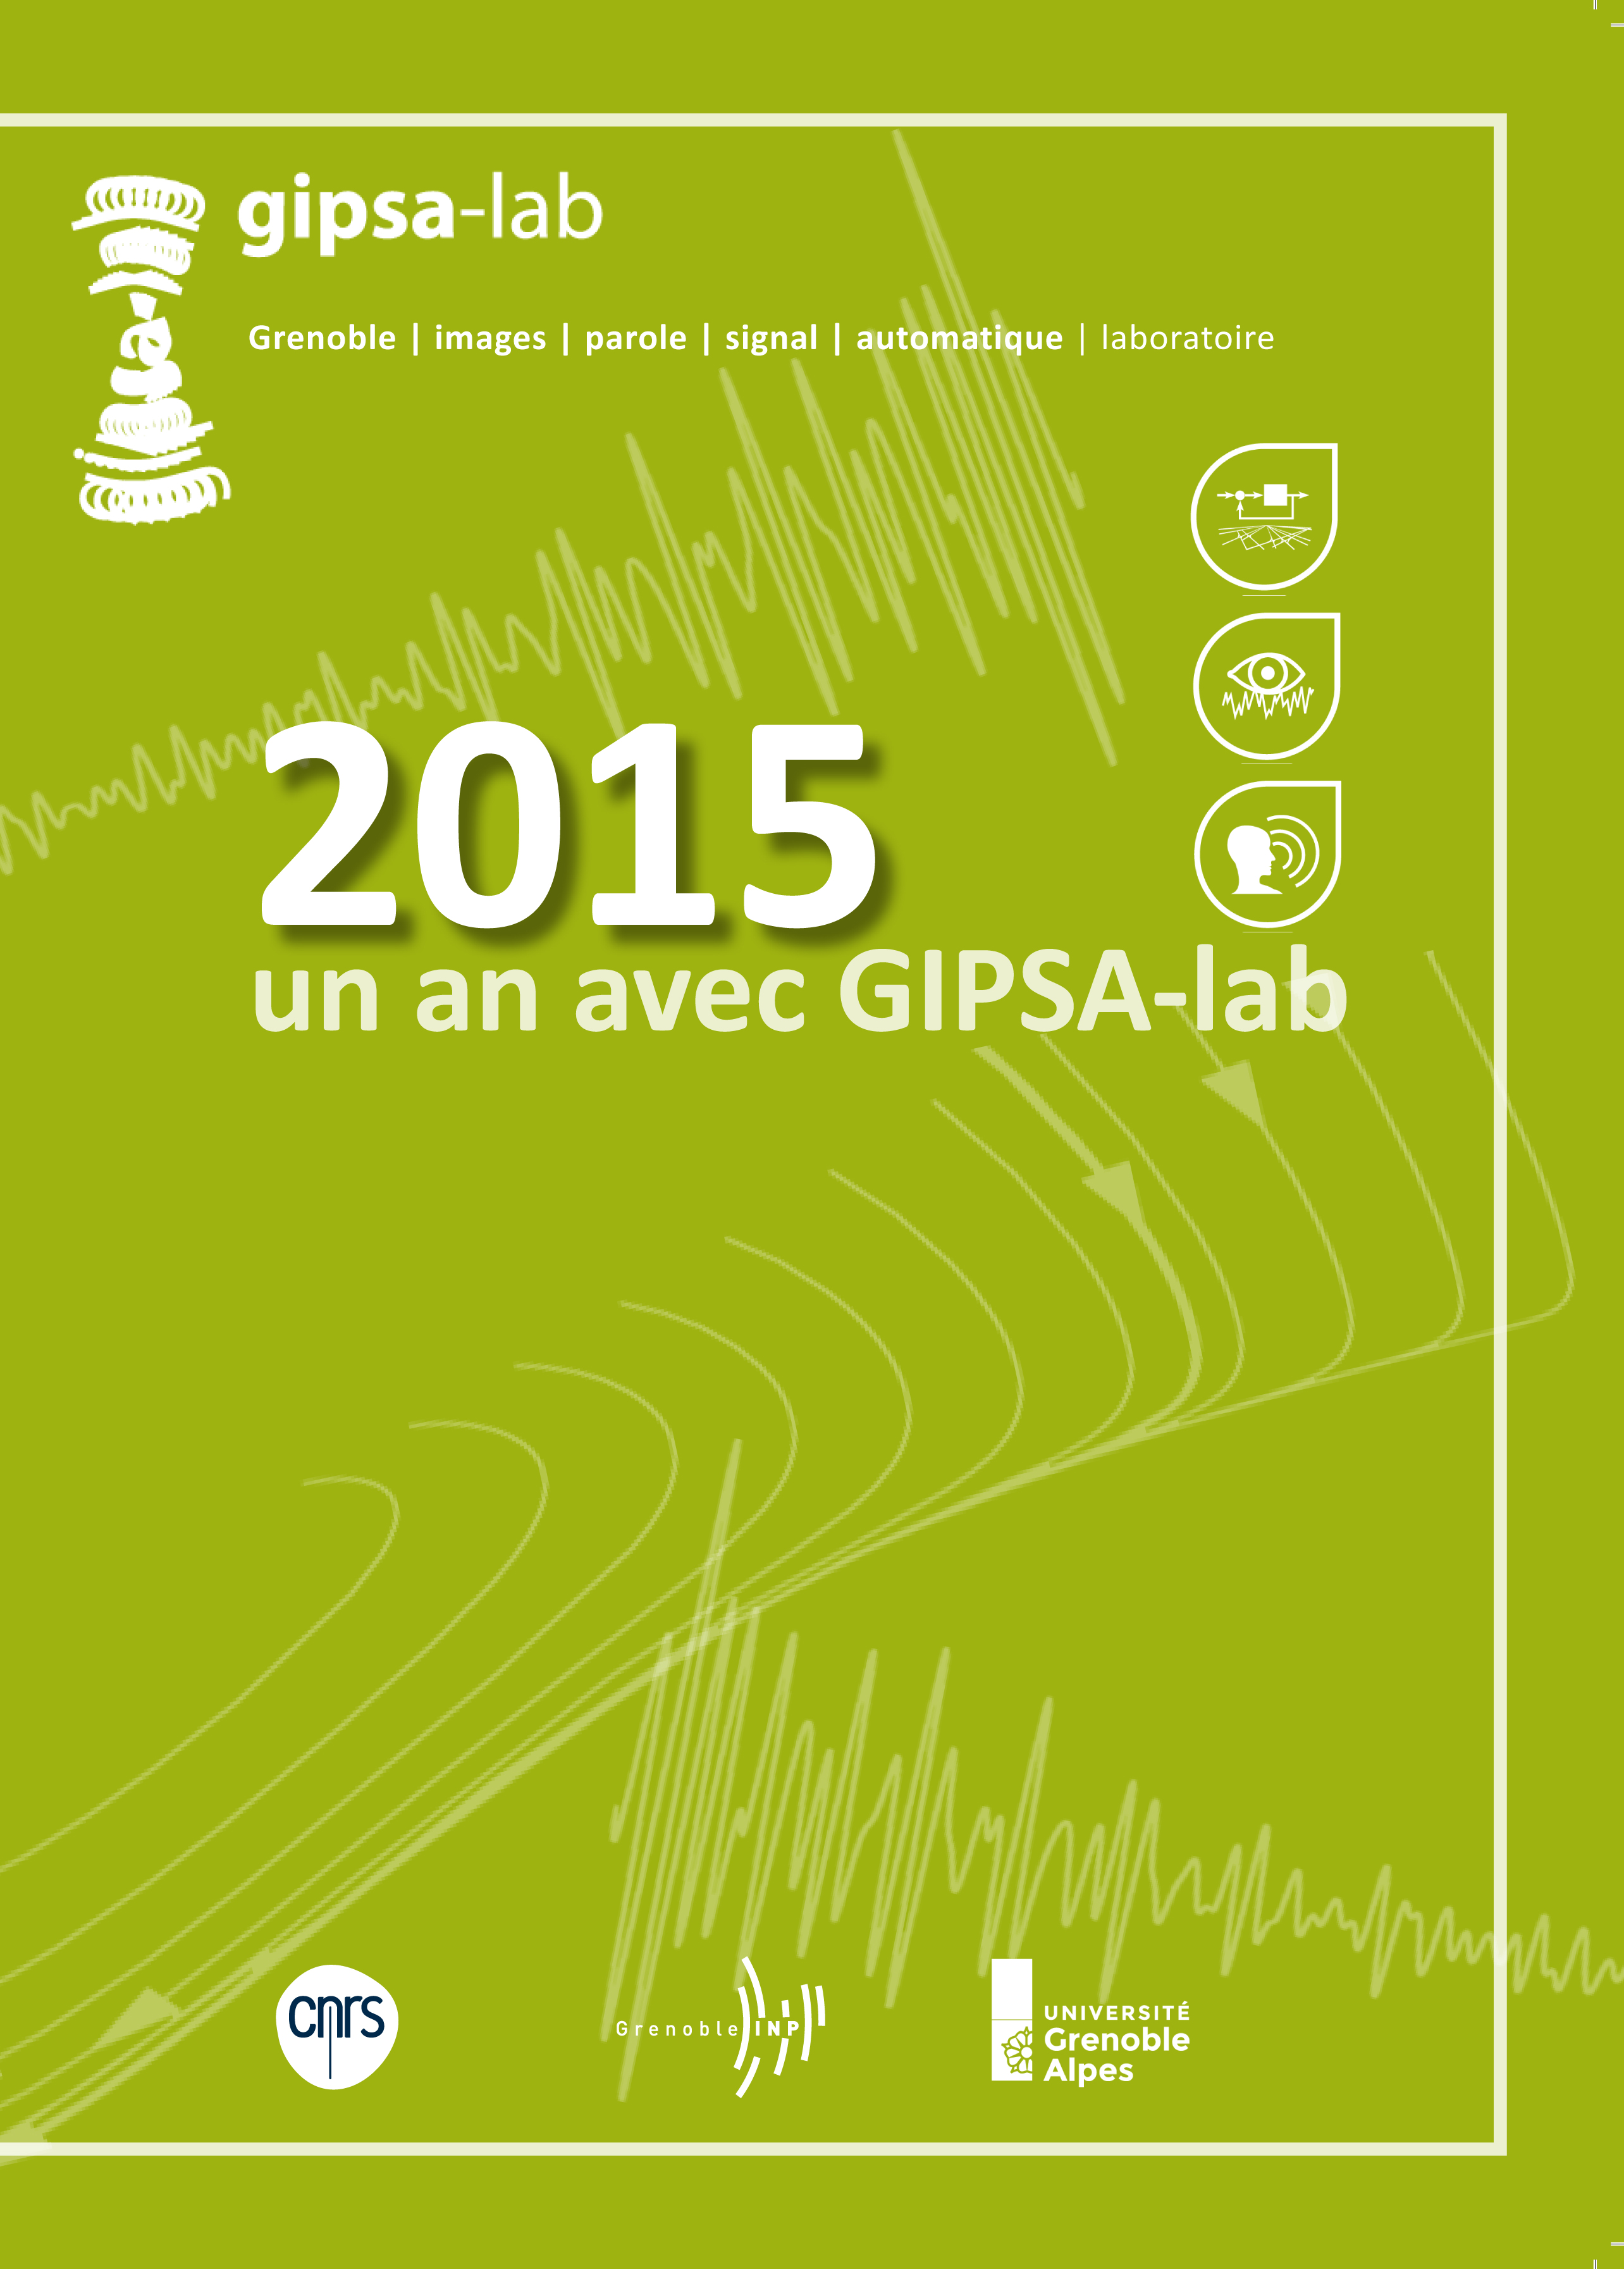 gipsa-lab
Grenoble | images | parole | signal | automatique | laboratoire
2015
un an avec GIPSA-lab
cnrs
Grenoble INP
UNIVERSITÉ
Grenoble
Alpes